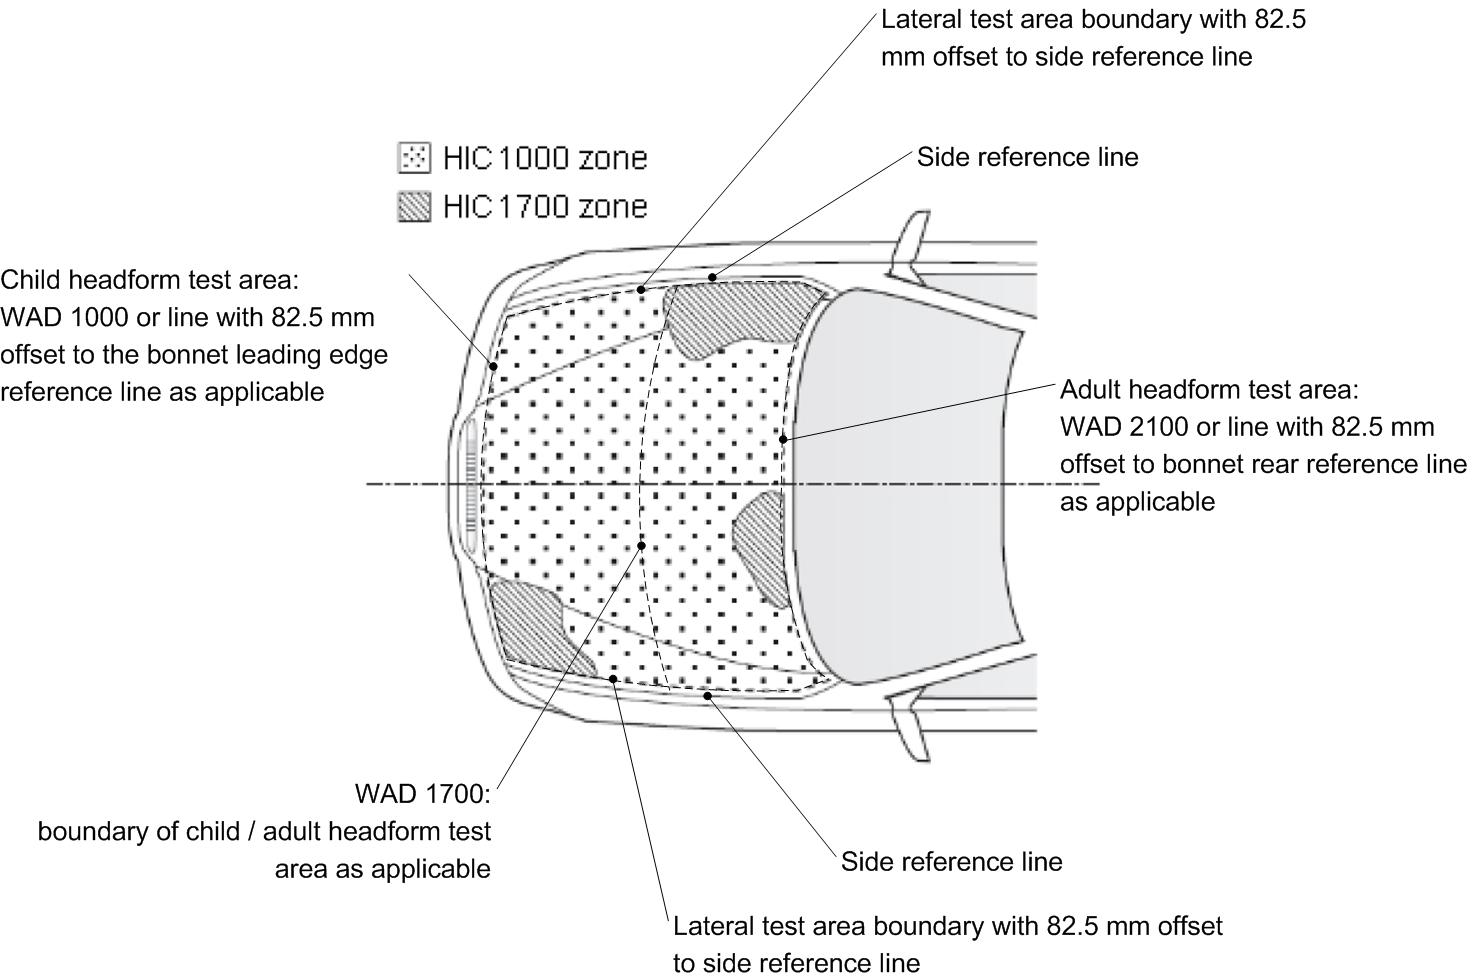 Lateral test area boundary with 82.5
mm offset to side reference line
HIC 1000 zone
HIC 1700 zone
Side reference line
Child headform test area:
WAD 1000 or line with 82.5 mm
offset to the bonnet leading edge
reference line as applicable
Adult headform test area:
WAD 2100 or line with 82.5 mm
offset to bonnet rear reference line
as applicable
WAD 1700:
boundary of child / adult headform test
area as applicable
Side reference line
Lateral test area boundary with 82.5 mm offset
to side reference line